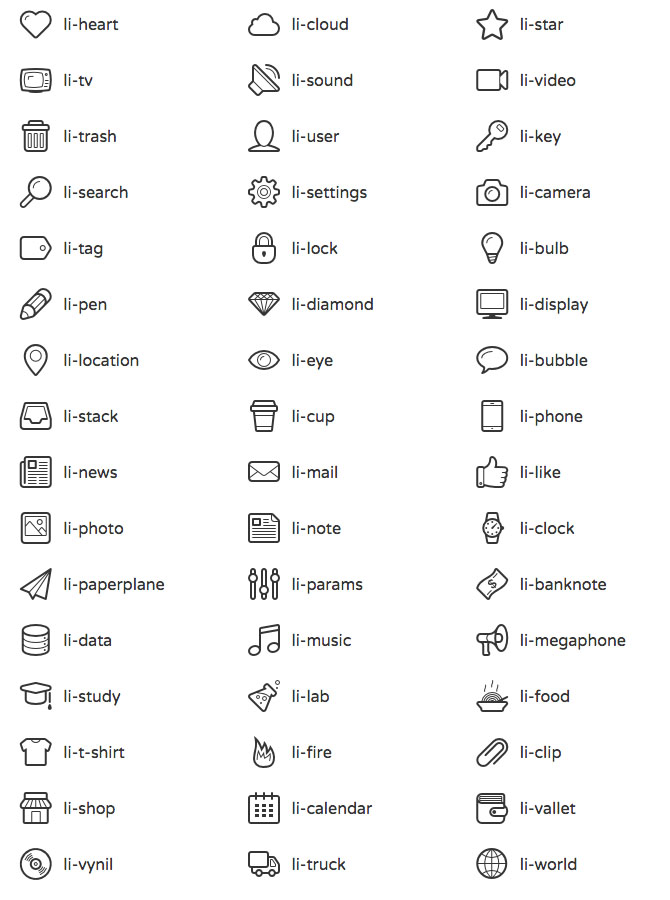 li-heart li-cloud li-star
li-tv li-sound li-video
li-trash li-user li-key
li-search li-settings li-camera
li-tag li-lock li-bulb
li-pen li-diamond li-display
li-location li-eye li-bubble
li-stack li-cup li-phone
li-news li-mail li-like
li-photo li-note li-clock
li-paperplane li-params li-banknote
li-data li-music li-megaphone
li-study li-lab li-food
li-t-shirt li-fire li-clip
li-shop li-calendar li-vallet
li-vynil li-truck li-world